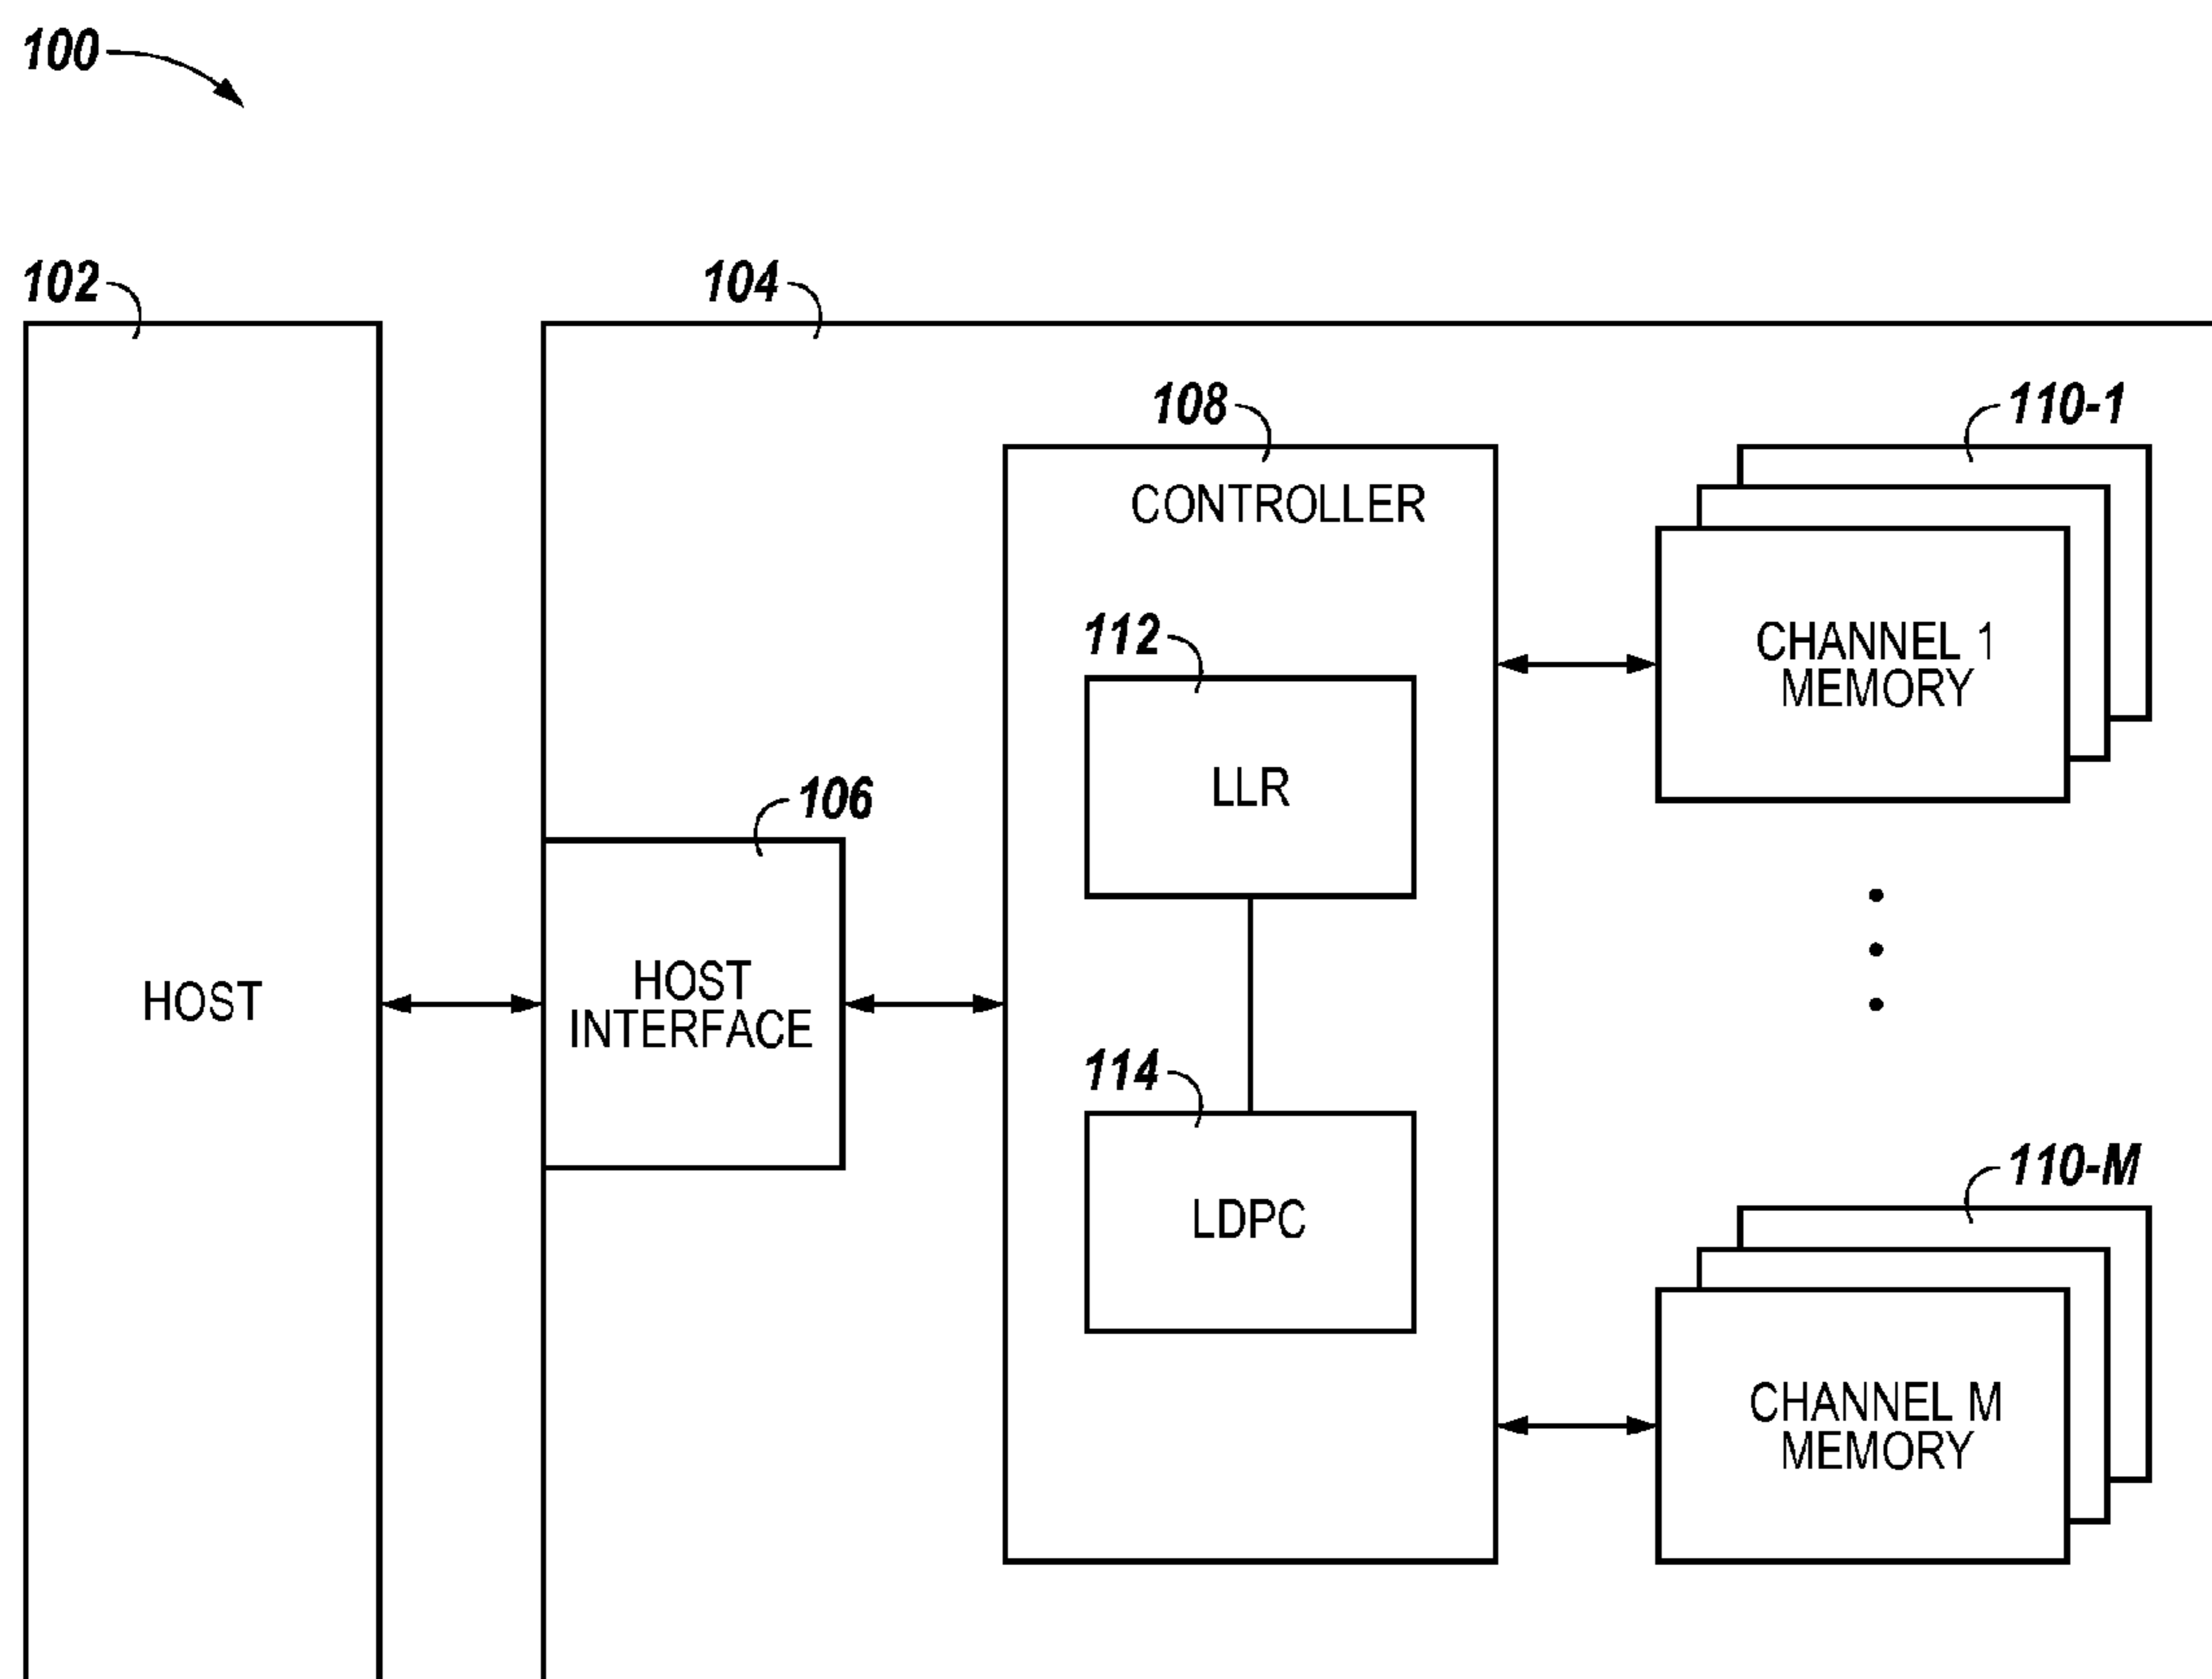 100
102
104
108
110-1
CONTROLLER
112
CHANNEL 1
MEMORY
LLR
106
HOST
HOST
INTERFACE
114
110-M
LDPC
CHANNEL M
MEMORY